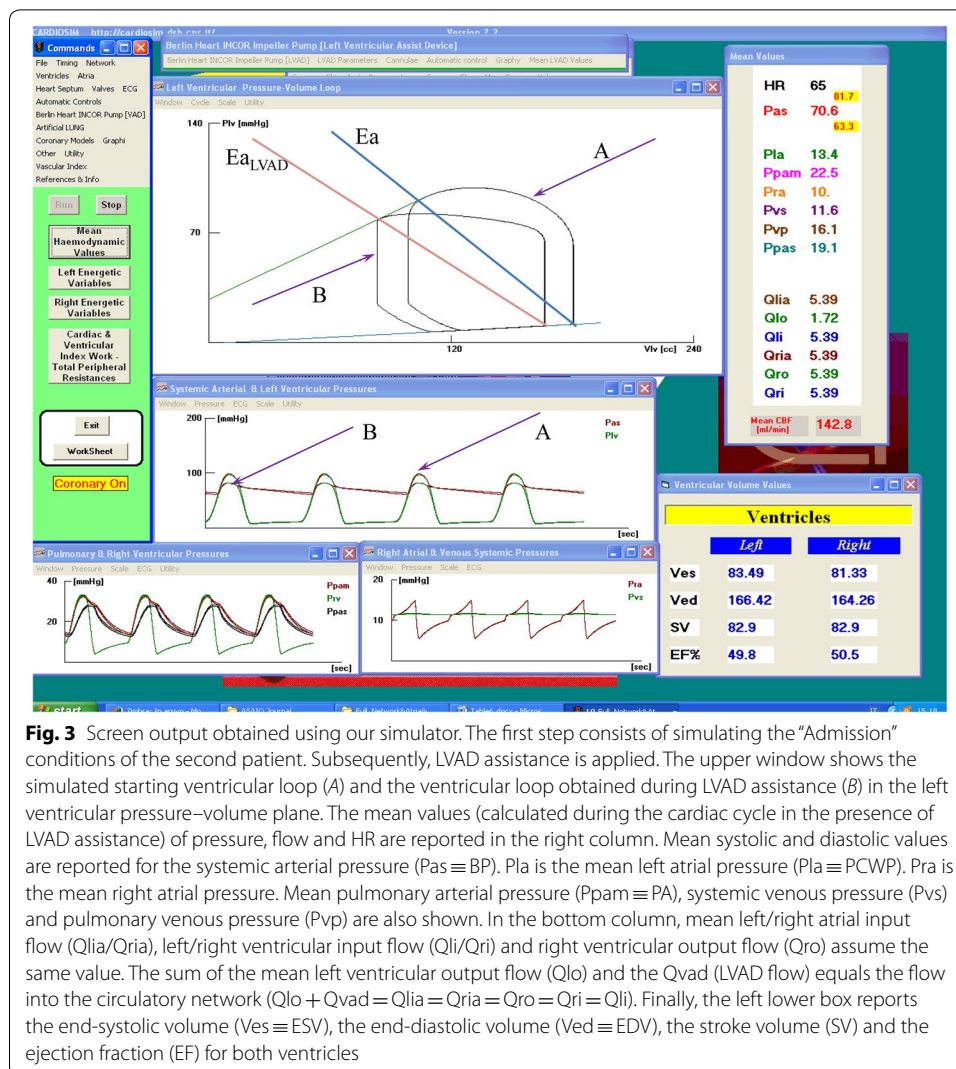 CARDIOSIM http://cardiosim.dsb.cnr.it/ Version 7.2
Commands
File Timing Network
Ventricles Atria
Heart Septum Valves ECG
Automatic Controls
Berlin Heart INCOR Pump [VAD]
Artificial LUNG
Coronary Models Graphi
Other Utility
Vascular Index
References & Info
Run Stop
Mean
Haemodynamic
Values
Left Energetic
Variables
Right Energetic
Variables
Cardiac &
Ventricular
Index Work -
Total Peripheral
Resistances
Exit
WorkSheet
Coronary On
Berlin Heart INCOR Impeller Pump [Left Ventricular Assist Device]
Berlin Heart INCOR Impeller Pump [LVAD] LVAD Parameters Cannulae Automatic control Graphy Mean LVAD Values
Left Ventricular Pressure-Volume Loop
Window Cycle Scale Utility
140 Plv [mmHg]
Ea
A
EaLVAD
70
B
120
Vlv [cc] 240
Systemic Arterial & Left Ventricular Pressures
Window Pressure ECG Scale Utility
200 [mmHg]
Pas
Plv
B
A
100
[sec]
Pulmonary & Right Ventricular Pressures
Window Pressure Scale ECG Utility
40 [mmHg]
Ppam
Prv
Ppas
20
[sec]
Right Atrial & Venous Systemic Pressures
Window Pressure Scale ECG
20 [mmHg]
Pra
Pvs
10
[sec]
Mean Values
HR 65
81.7
Pas 70.6
63.3
Pla 13.4
Ppam 22.5
Pra 10.
Pvs 11.6
Pvp 16.1
Ppas 19.1
Qlia 5.39
Qlo 1.72
Qli 5.39
Qria 5.39
Qro 5.39
Qri 5.39
Mean CBF
[ml/min] 142.8
Ventricular Volume Values
Ventricles
Left Right
Ves 83.49 81.33
Ved 166.42 164.26
SV 82.9 82.9
EF% 49.8 50.5
start Zimbra: In arrivo - Mo... ASAIO Journal Table6.docx - Micros... IT 15.18
Fig. 3 Screen output obtained using our simulator. The first step consists of simulating the “Admission”
conditions of the second patient. Subsequently, LVAD assistance is applied. The upper window shows the
simulated starting ventricular loop (A) and the ventricular loop obtained during LVAD assistance (B) in the left
ventricular pressure–volume plane. The mean values (calculated during the cardiac cycle in the presence of
LVAD assistance) of pressure, flow and HR are reported in the right column. Mean systolic and diastolic values
are reported for the systemic arterial pressure (Pas ≡ BP). Pla is the mean left atrial pressure (Pla ≡ PCWP). Pra is
the mean right atrial pressure. Mean pulmonary arterial pressure (Ppam ≡ PA), systemic venous pressure (Pvs)
and pulmonary venous pressure (Pvp) are also shown. In the bottom column, mean left/right atrial input
flow (Qlia/Qria), left/right ventricular input flow (Qli/Qri) and right ventricular output flow (Qro) assume the
same value. The sum of the mean left ventricular output flow (Qlo) and the Qvad (LVAD flow) equals the flow
into the circulatory network (Qlo + Qvad = Qlia = Qria = Qro = Qri = Qli). Finally, the left lower box reports
the end-systolic volume (Ves ≡ ESV), the end-diastolic volume (Ved ≡ EDV), the stroke volume (SV) and the
ejection fraction (EF) for both ventricles